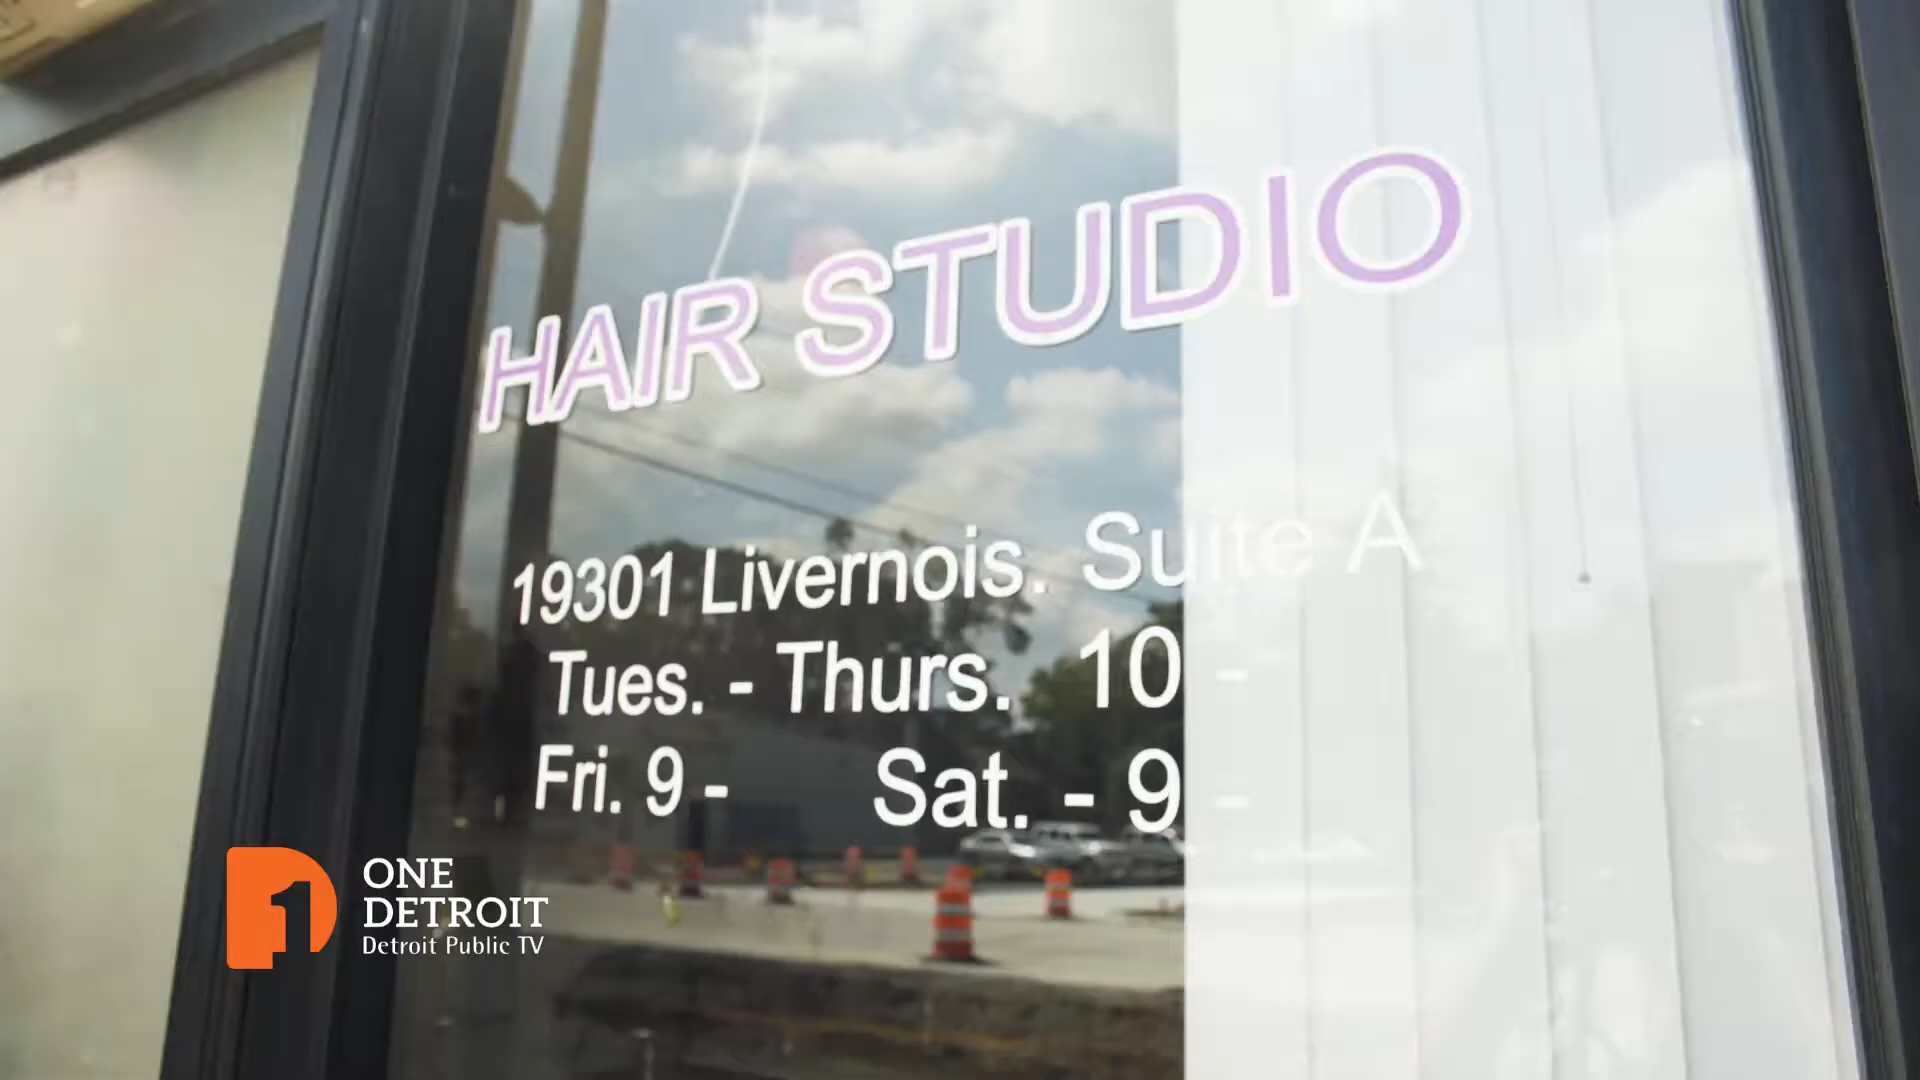 HAIR STUDIO
19301 Livernois. Suite A
Tues. - Thurs. 10 -
Fri. 9 - Sat. - 9 -
ONE
DETROIT
Detroit Public TV